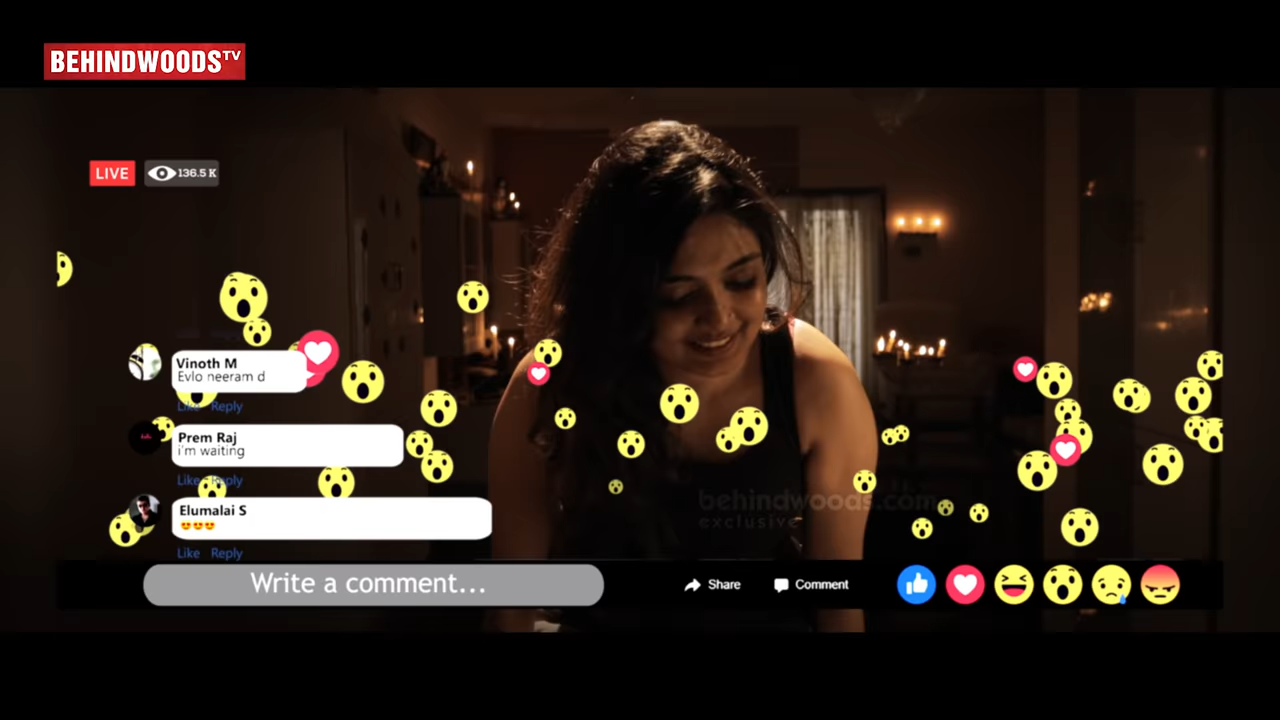 BEHINDWOODS TV
LIVE 136.5 K
Vinoth M
Evlo neeram d
Like Reply
Prem Raj
i'm waiting
Like Reply
Elumalai S
Like Reply
behindwoods.com
exclusive
Write a comment...
Share Comment